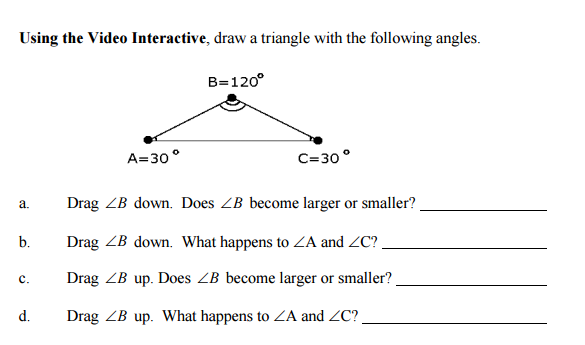 Using the Video Interactive, draw a triangle with the following angles.
B=120°
A=30°
C=30°
a. Drag ∠B down. Does ∠B become larger or smaller?
b. Drag ∠B down. What happens to ∠A and ∠C?
c. Drag ∠B up. Does ∠B become larger or smaller?
d. Drag ∠B up. What happens to ∠A and ∠C?